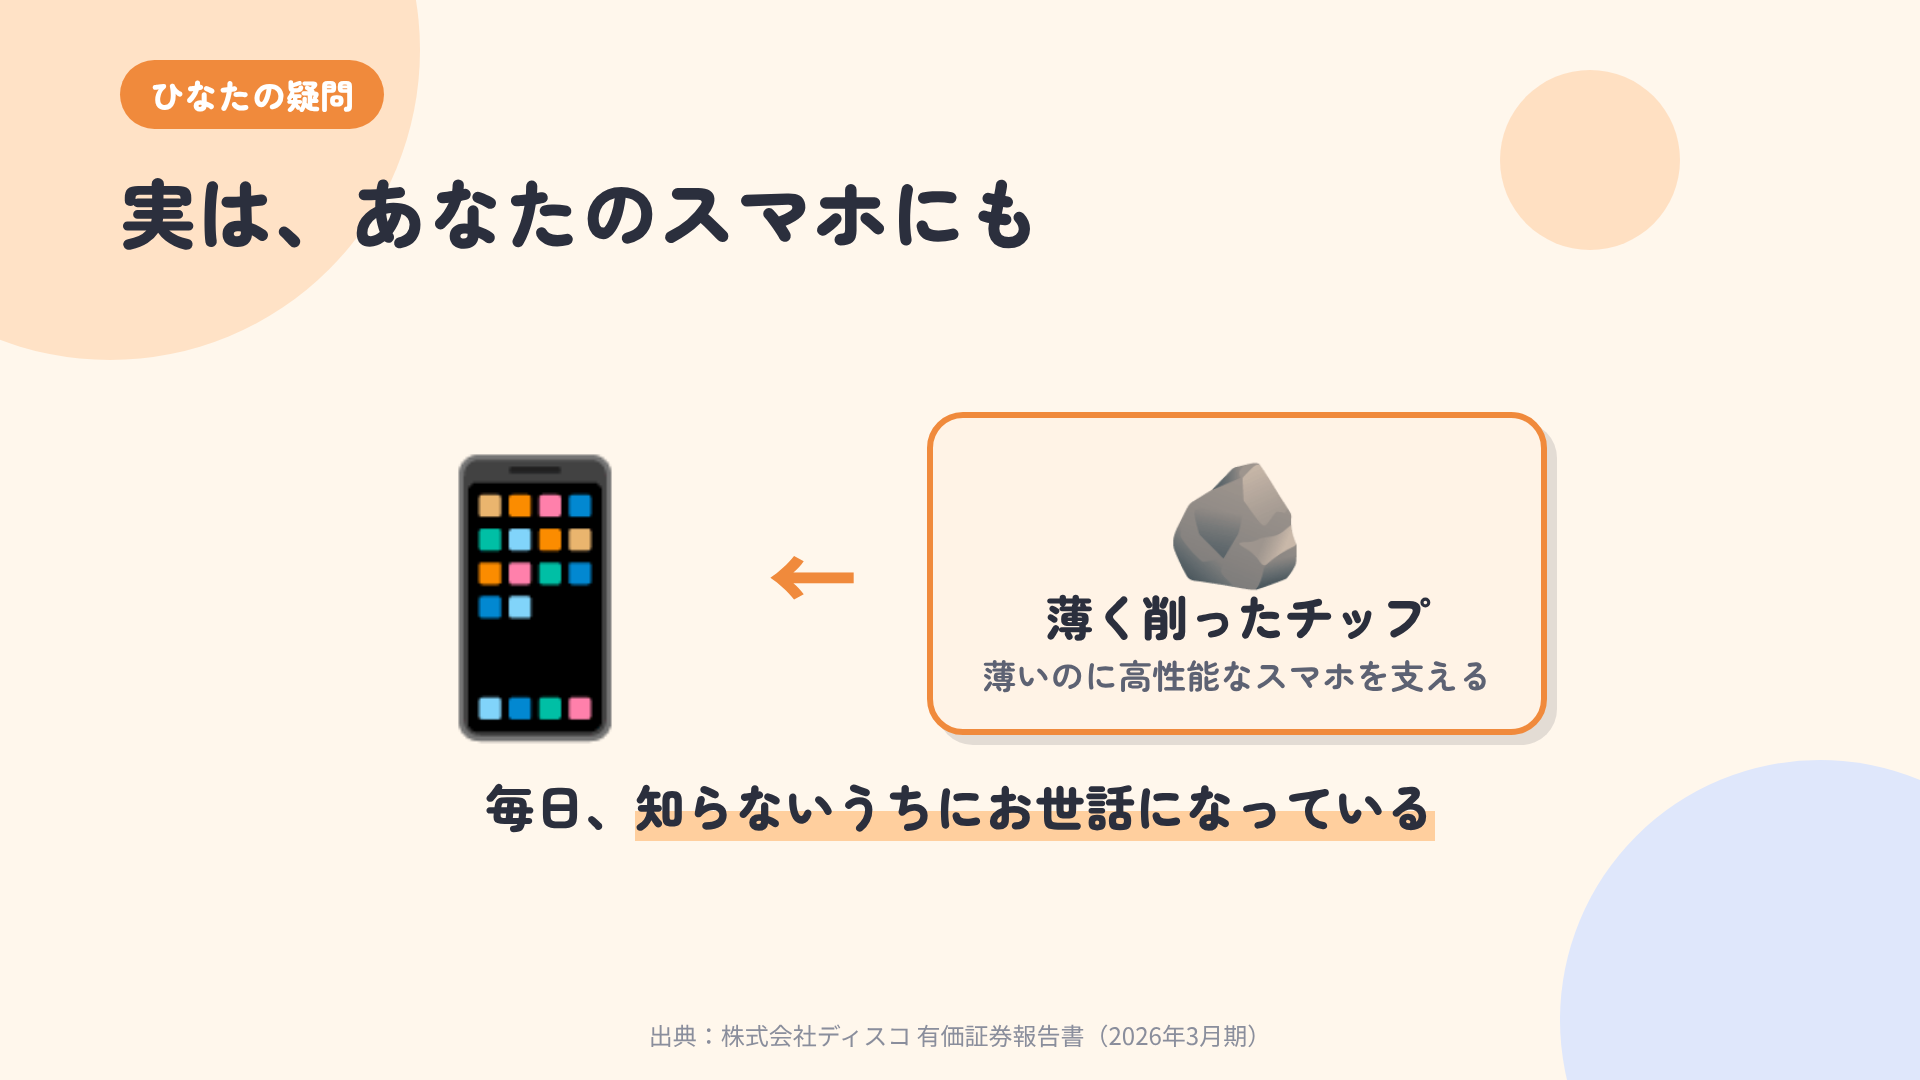 ひなたの疑問
実は、あなたのスマホにも
←
薄く削ったチップ
薄いのに高性能なスマホを支える
毎日、知らないうちにお世話になっている
出典：株式会社ディスコ 有価証券報告書（2026年3月期）